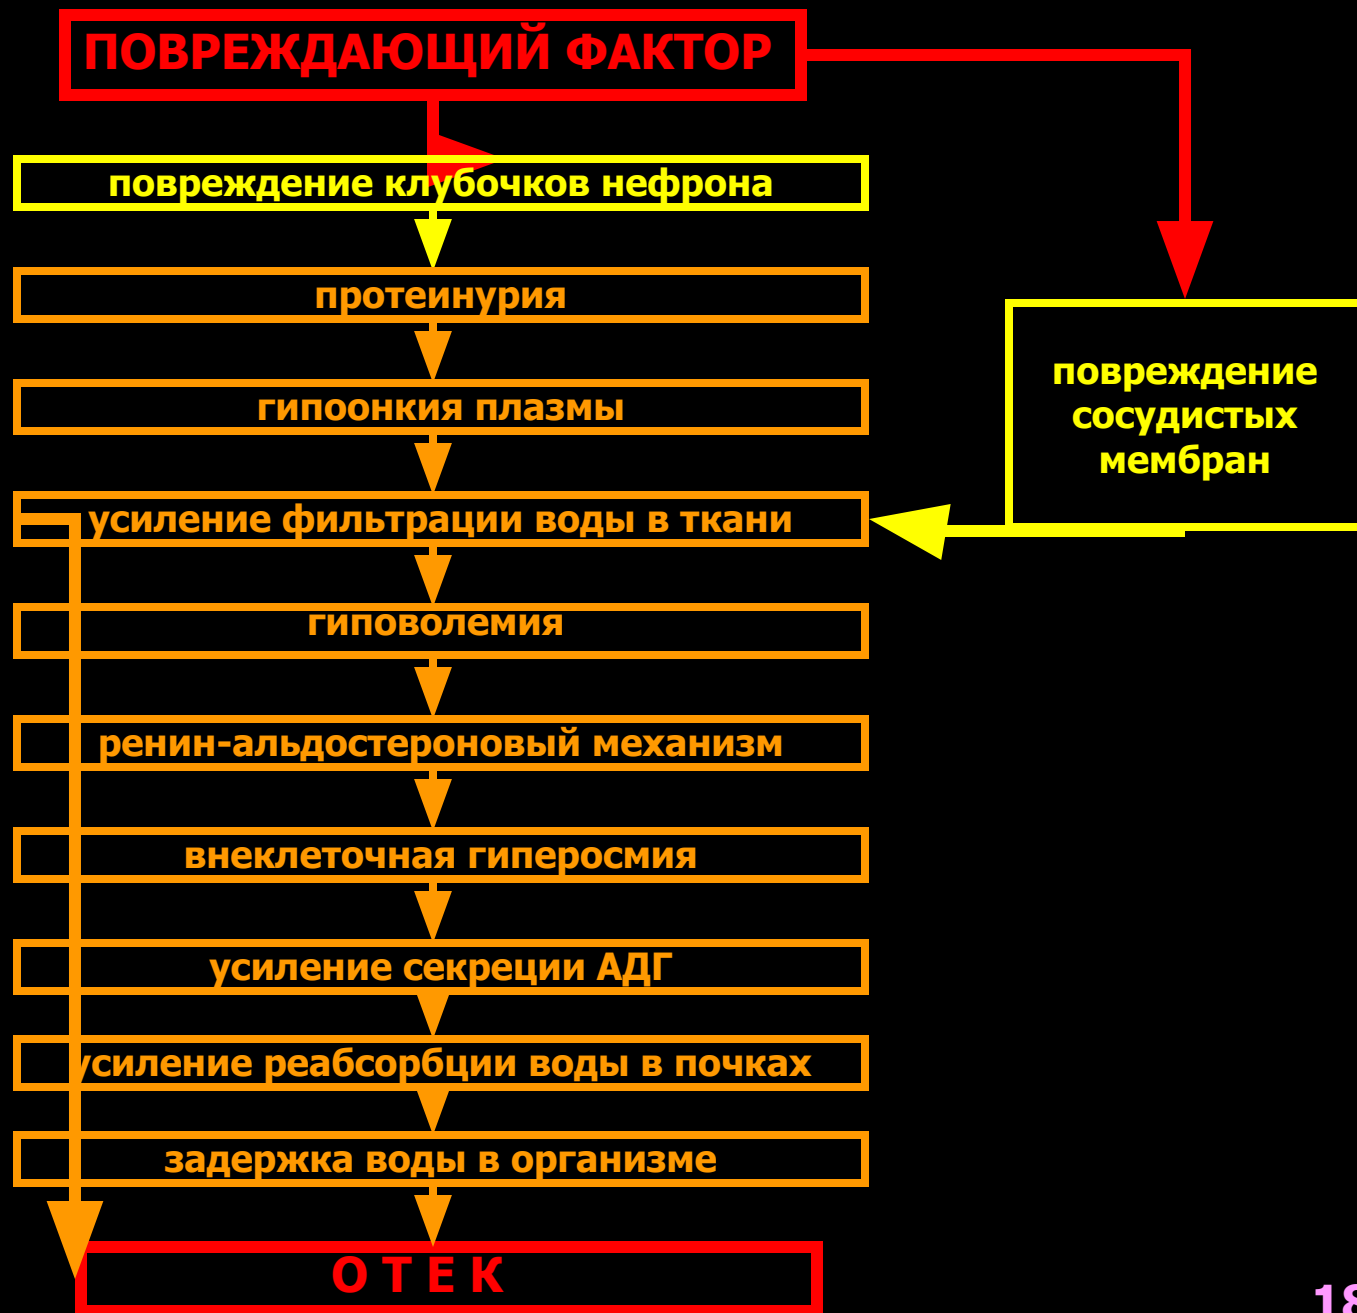 ПОВРЕЖДАЮЩИЙ ФАКТОР
повреждение клубочков нефрона
протеинурия
гипоонкия плазмы
повреждение
сосудистых
мембран
усиление фильтрации воды в ткани
гиповолемия
ренин-альдостероновый механизм
внеклеточная гиперосмия
усиление секреции АДГ
усиление реабсорбции воды в почках
задержка воды в организме
О Т Е К
18